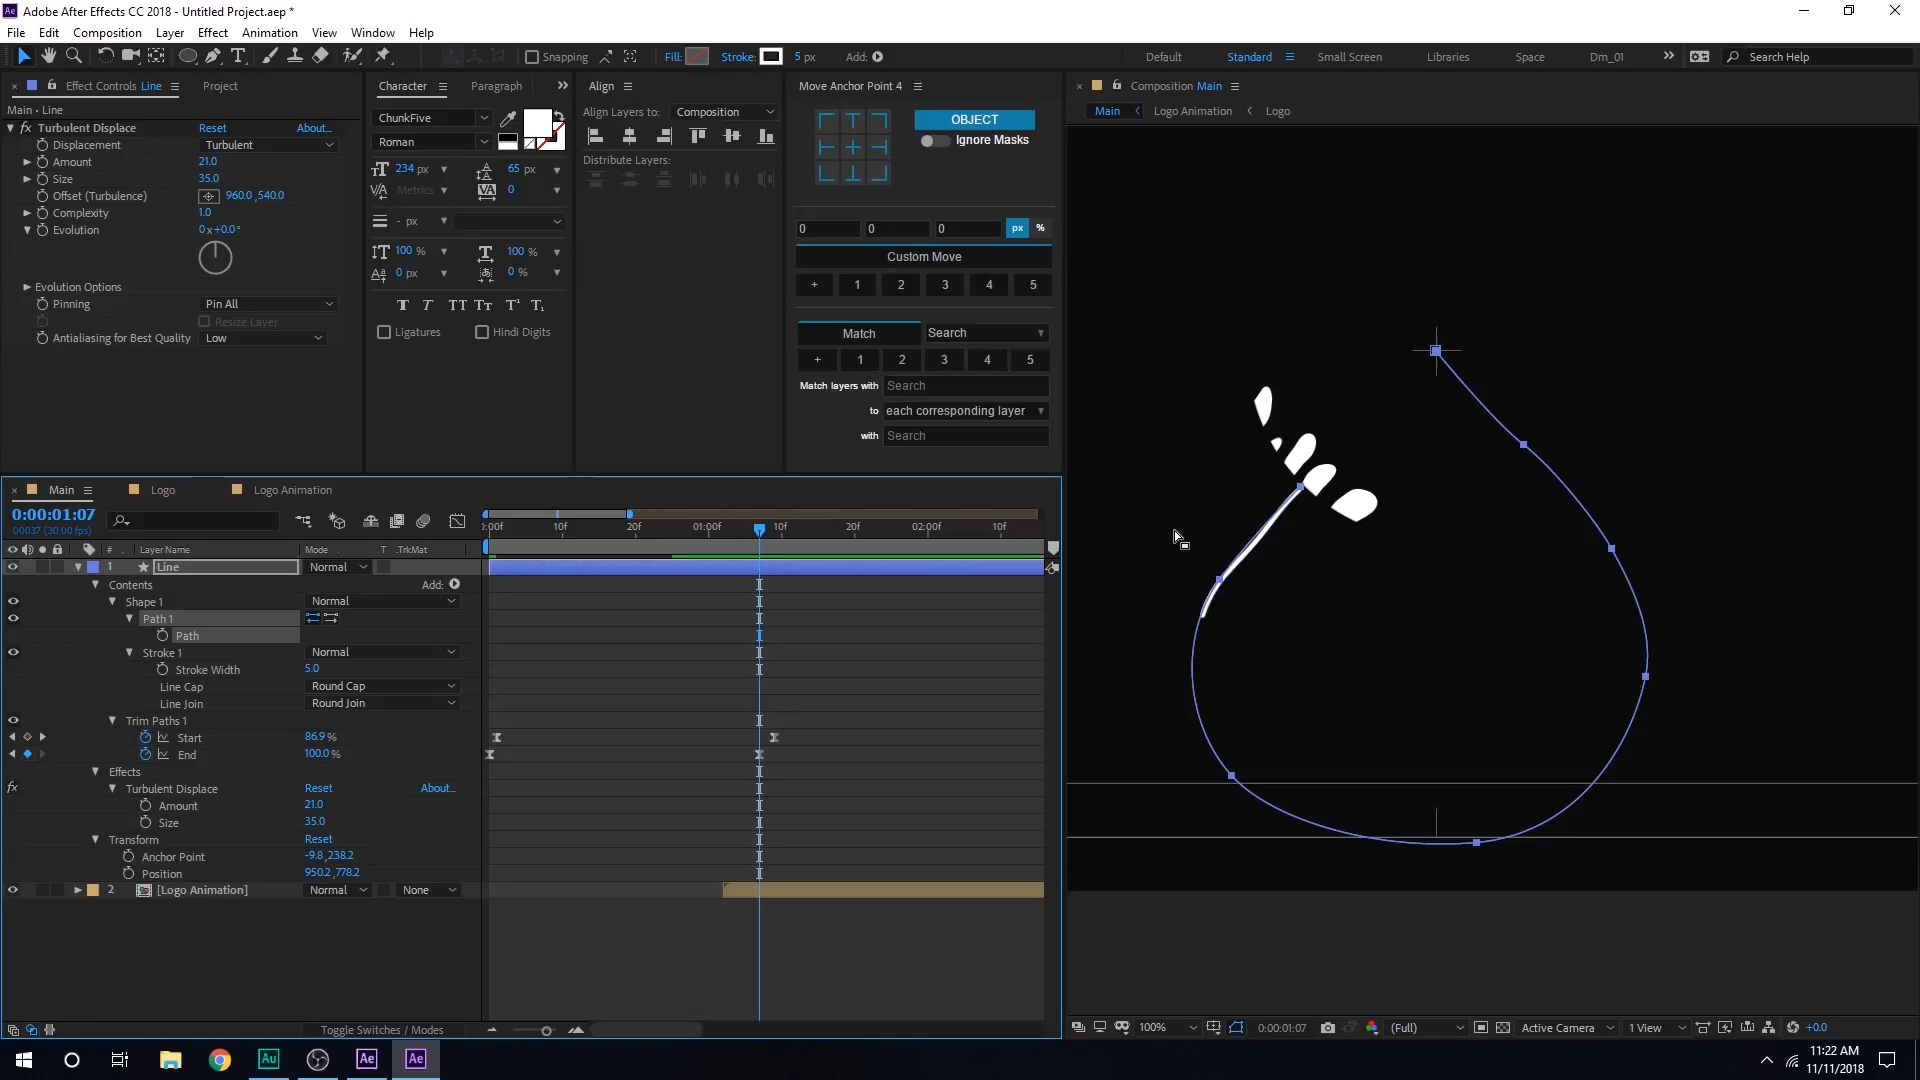 Adobe After Effects CC 2018 - Untitled Project.aep *
File Edit Composition Layer Effect Animation View Window Help
Snapping Fill: Stroke: 5 px Add: Default Standard Small Screen Libraries Space Dm_01 Search Help
Effect Controls Line Project
Main • Line
Turbulent Displace Reset About...
Displacement Turbulent
Amount 21.0
Size 35.0
Offset (Turbulence) 960.0 ,540.0
Complexity 1.0
Evolution 0x+0.0°
Evolution Options
Pinning Pin All
Resize Layer
Antialiasing for Best Quality Low
Character Paragraph
ChunkFive
Roman
234 px 65 px
Metrics 0
- px
100 % 100 %
0 px 0 %
Ligatures Hindi Digits
Align
Align Layers to: Composition
Distribute Layers:
Move Anchor Point 4
OBJECT
Ignore Masks
0 0 0 px %
Custom Move
+ 1 2 3 4 5
Match Search
+ 1 2 3 4 5
Match layers with Search
to each corresponding layer
with Search
Composition Main
Main Logo Animation Logo
Main Logo Logo Animation
0:00:01:07
00037 (30.00 fps)
:00f 10f 20f 01:00f 10f 20f 02:00f 10f
# Layer Name Mode T .TrkMat
1 Line Normal
Contents Add:
Shape 1 Normal
Path 1
Path
Stroke 1 Normal
Stroke Width 5.0
Line Cap Round Cap
Line Join Round Join
Trim Paths 1
Start 86.9 %
End 100.0 %
Effects
Turbulent Displace Reset About...
Amount 21.0
Size 35.0
Transform Reset
Anchor Point -9.8 ,238.2
Position 950.2 ,778.2
2 [Logo Animation] Normal None
Toggle Switches / Modes
100% 0:00:01:07 (Full) Active Camera 1 View +0.0
11:22 AM
11/11/2018